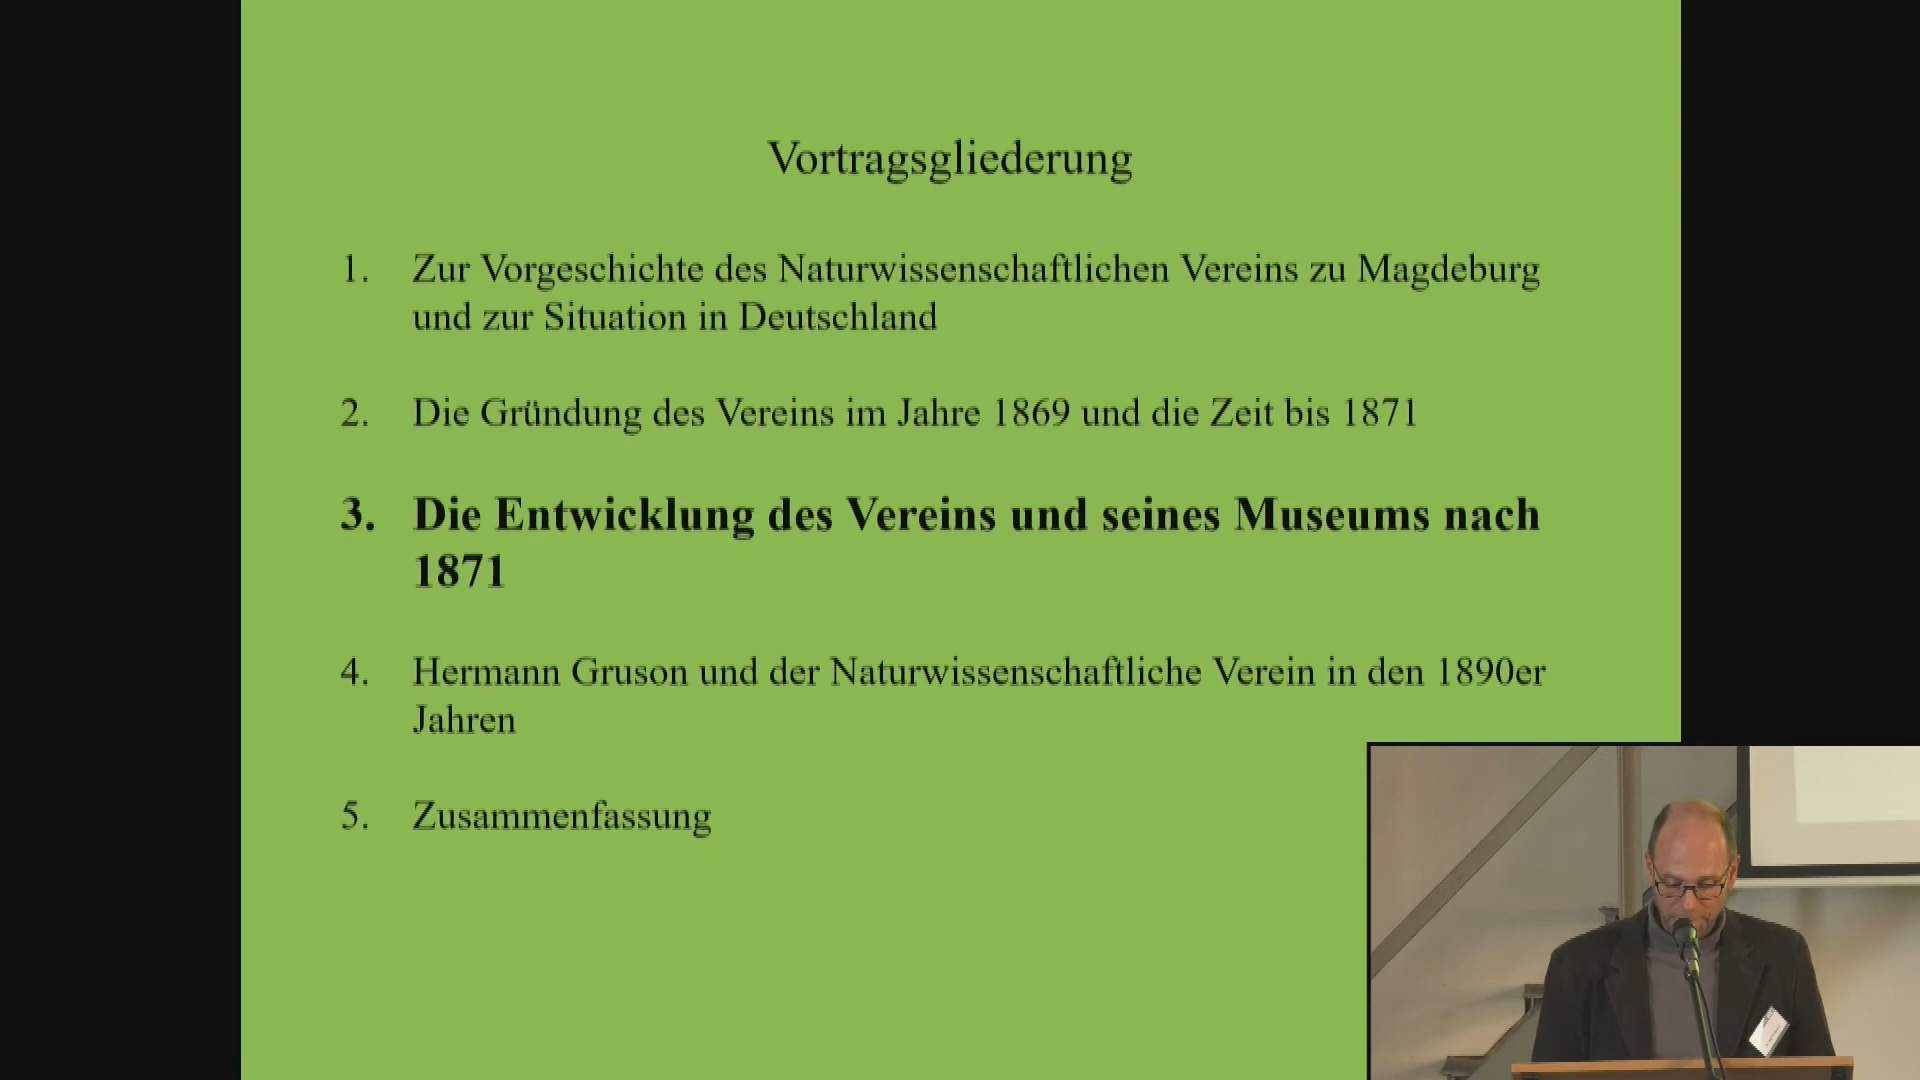 Vortragsgliederung
1. Zur Vorgeschichte des Naturwissenschaftlichen Vereins zu Magdeburg
und zur Situation in Deutschland
2. Die Gründung des Vereins im Jahre 1869 und die Zeit bis 1871
3. Die Entwicklung des Vereins und seines Museums nach
1871
4. Hermann Gruson und der Naturwissenschaftliche Verein in den 1890er
Jahren
5. Zusammenfassung